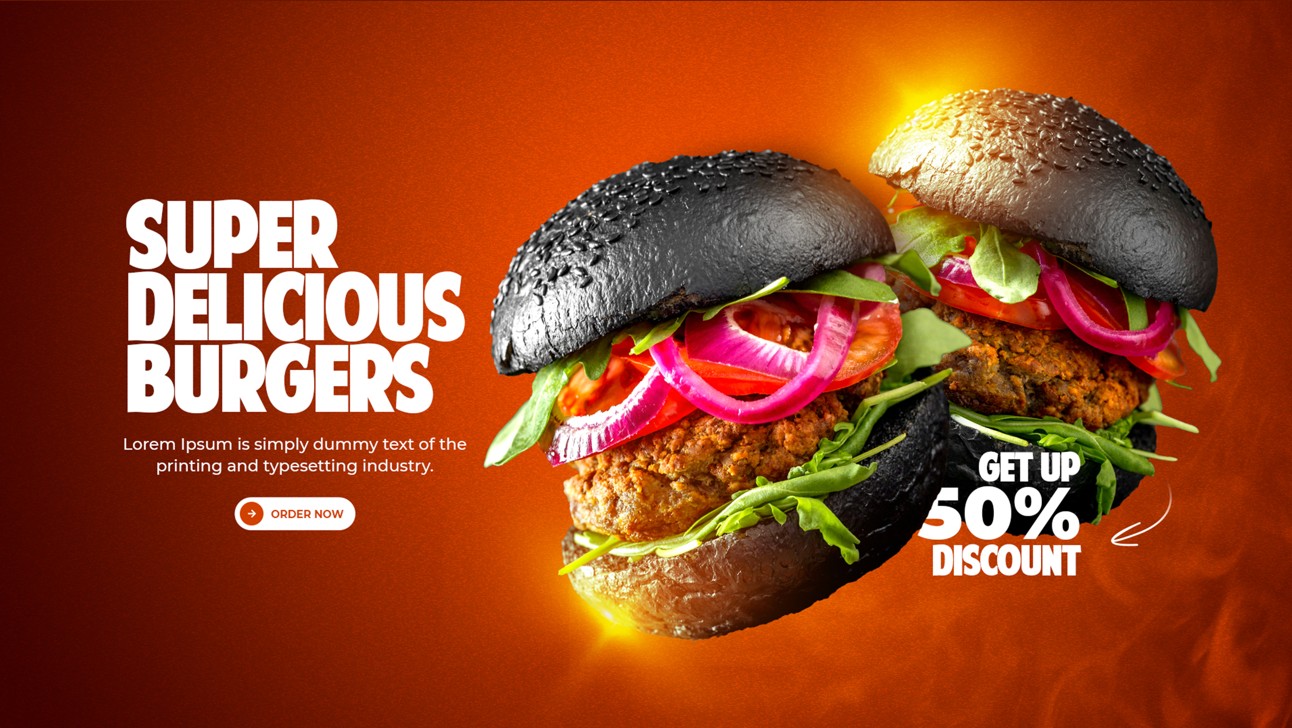 SUPER
DELICIOUS
BURGERS
Lorem Ipsum is simply dummy text of the
printing and typesetting industry.
ORDER NOW
GET UP
50%
DISCOUNT